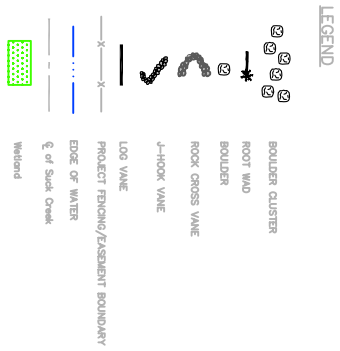 LEGEND
BOULDER CLUSTER
ROOT WAD
BOULDER
ROCK CROSS VANE
J-HOOK VANE
LOG VANE
PROJECT FENCING/EASEMENT BOUNDARY
EDGE OF WATER
℄ of Suck Creek
Wetland